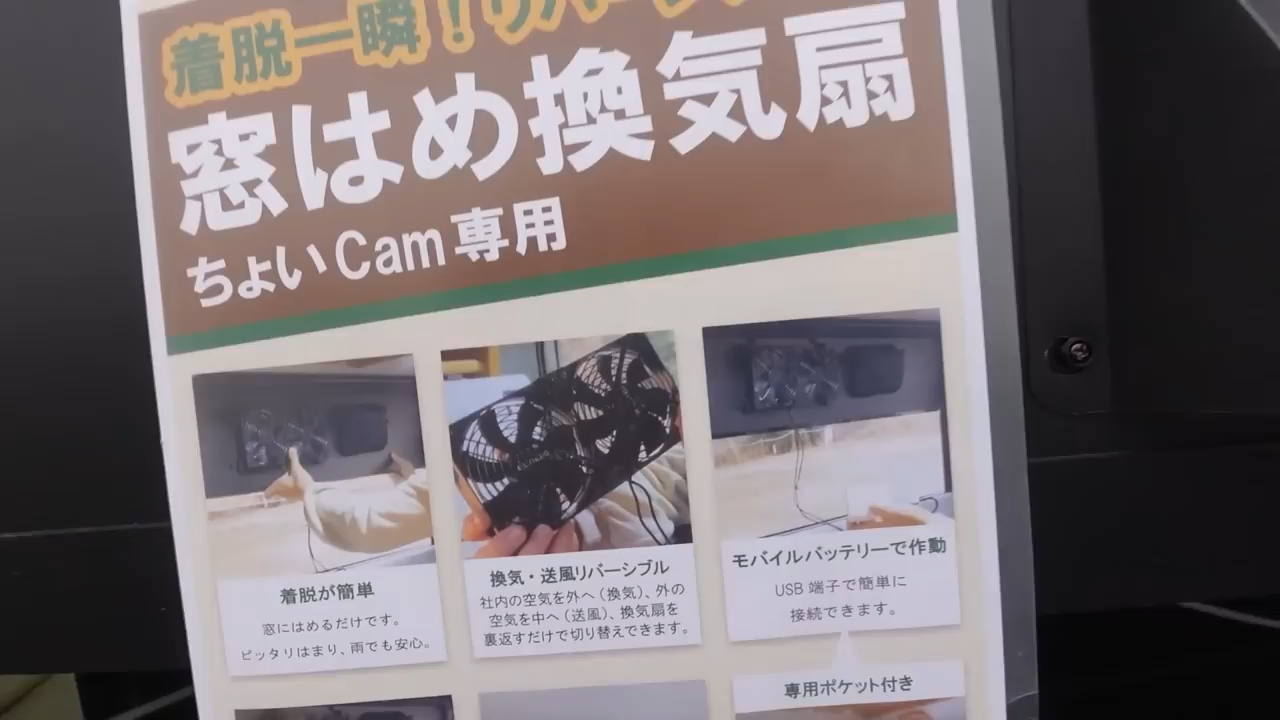 着脱一瞬！リバーシブル
窓はめ換気扇
ちょいCam専用
着脱が簡単
窓にはめるだけです。
ピッタリはまり、雨でも安心。
換気・送風リバーシブル
社内の空気を外へ（換気）、外の
空気を中へ（送風）、換気扇を
裏返すだけで切り替えできます。
モバイルバッテリーで作動
USB 端子で簡単に
接続できます。
専用ポケット付き